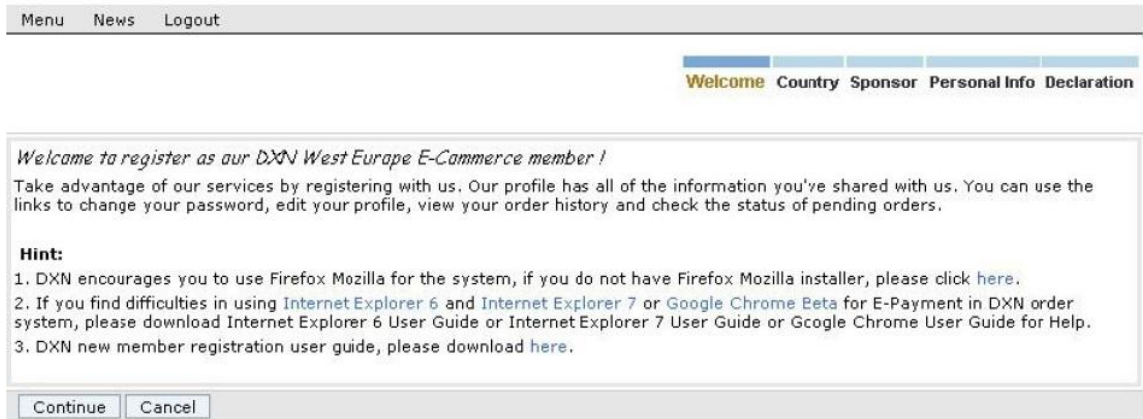 Menu News Logout
Welcome Country Sponsor Personal Info Declaration
Welcome to register as our DXN West Europe E-Commerce member !
Take advantage of our services by registering with us. Our profile has all of the information you've shared with us. You can use the
links to change your password, edit your profile, view your order history and check the status of pending orders.
Hint:
1. DXN encourages you to use Firefox Mozilla for the system, if you do not have Firefox Mozilla installer, please click here.
2. If you find difficulties in using Internet Explorer 6 and Internet Explorer 7 or Google Chrome Beta for E-Payment in DXN order
system, please download Internet Explorer 6 User Guide or Internet Explorer 7 User Guide or Google Chrome User Guide for Help.
3. DXN new member registration user guide, please download here.
Continue Cancel